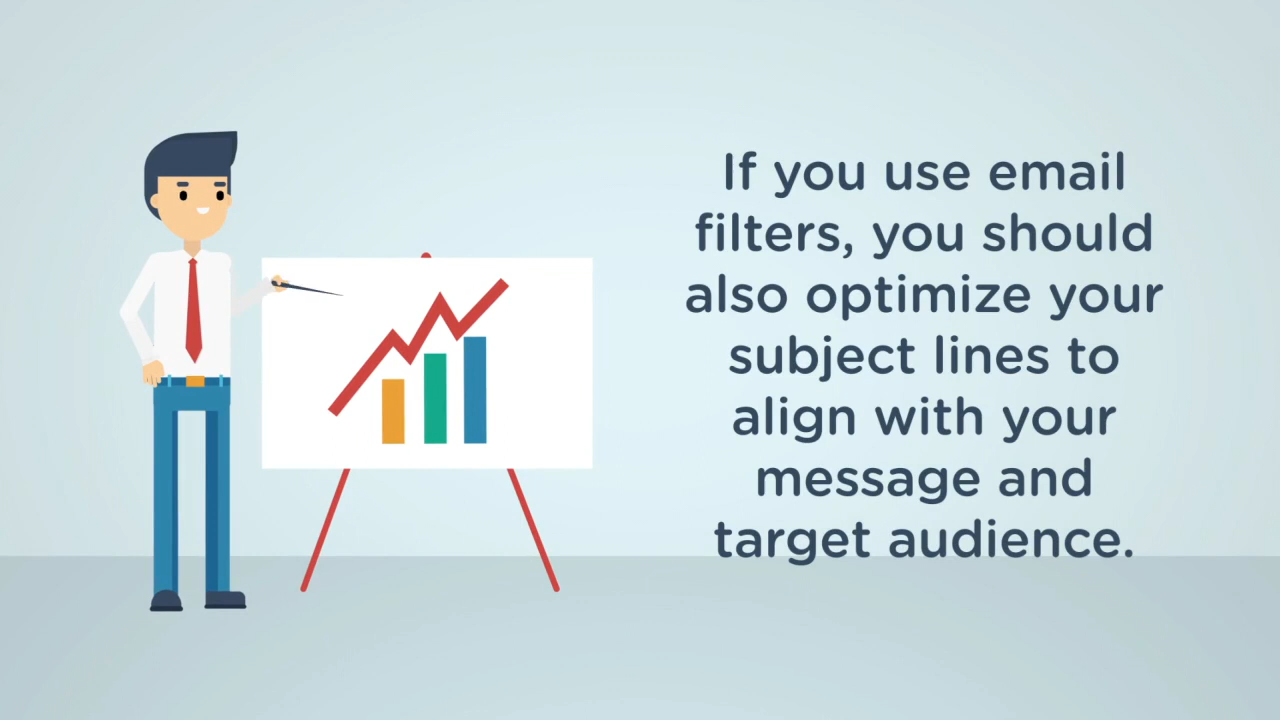 If you use email
filters, you should
also optimize your
subject lines to
align with your
message and
target audience.